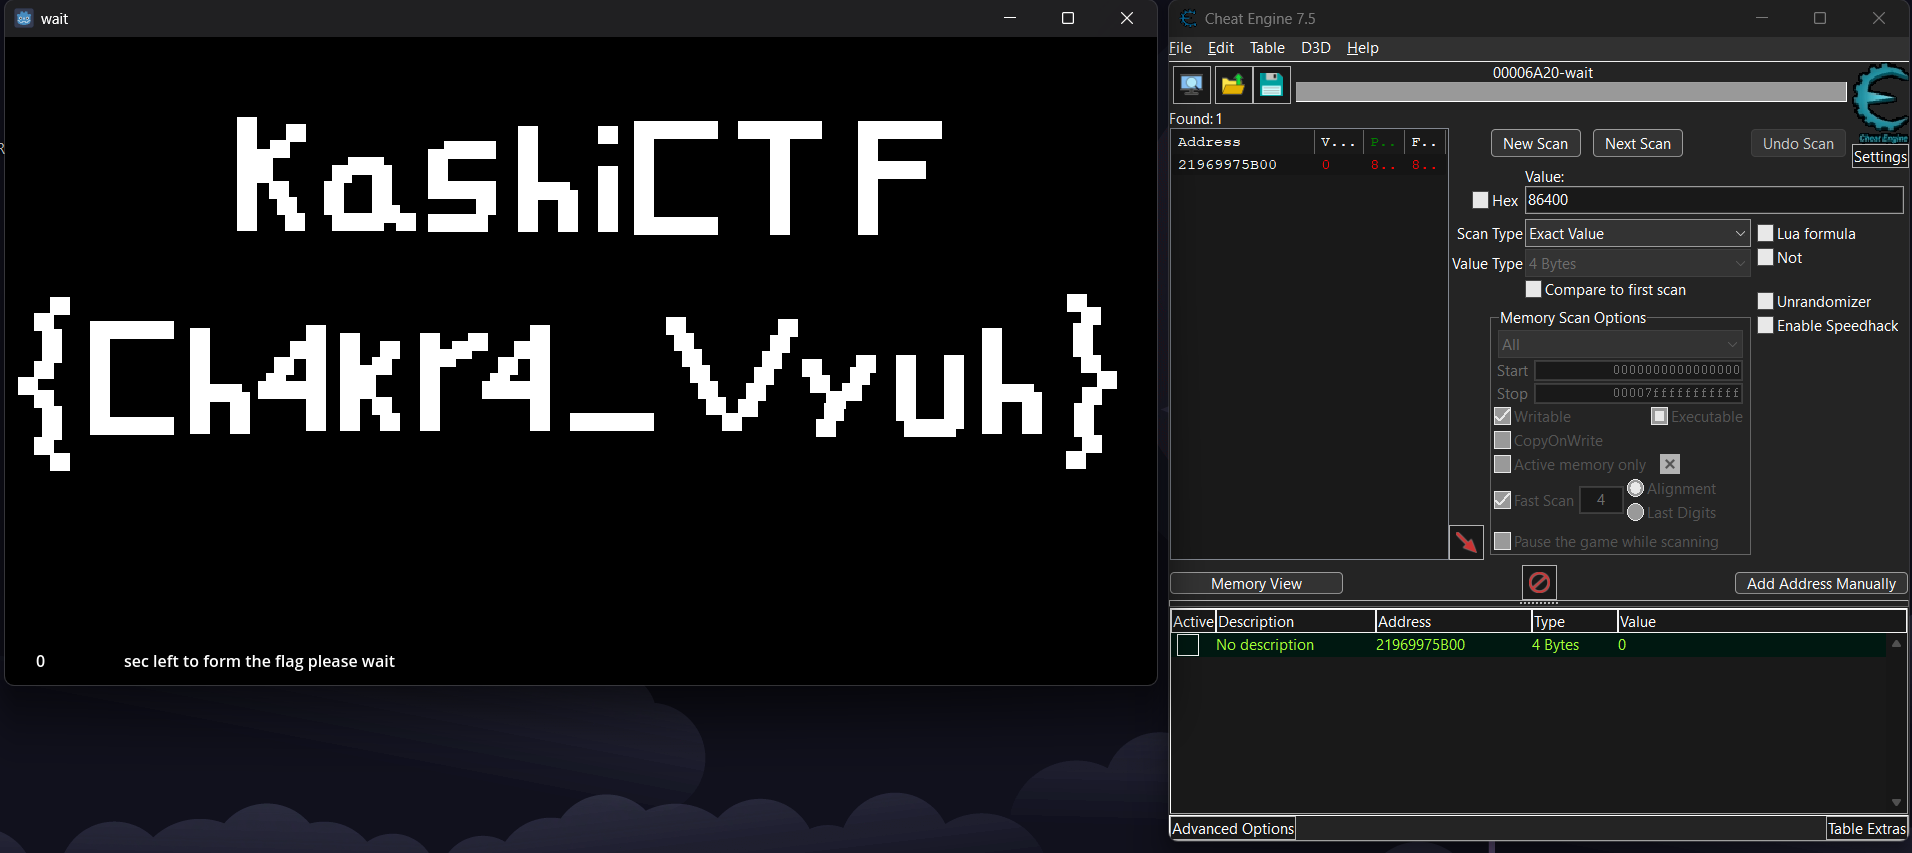 wait
KashiCTF
{Ch4kr4_Vyuh}
0 sec left to form the flag please wait
R
Cheat Engine 7.5
File Edit Table D3D Help
00006A20-wait
Cheat Engine
Settings
Found:1
Address V... P.. F..
21969975B00 0 8.. 8..
New Scan Next Scan Undo Scan
Value:
Hex 86400
Scan Type Exact Value
Value Type 4 Bytes
Compare to first scan
Lua formula
Not
Unrandomizer
Enable Speedhack
Memory Scan Options
All
Start 0000000000000000
Stop 00007fffffffffff
Writable Executable
CopyOnWrite
Active memory only
Fast Scan 4 Alignment
Last Digits
Pause the game while scanning
Memory View Add Address Manually
Active Description Address Type Value
No description 21969975B00 4 Bytes 0
Advanced Options Table Extras